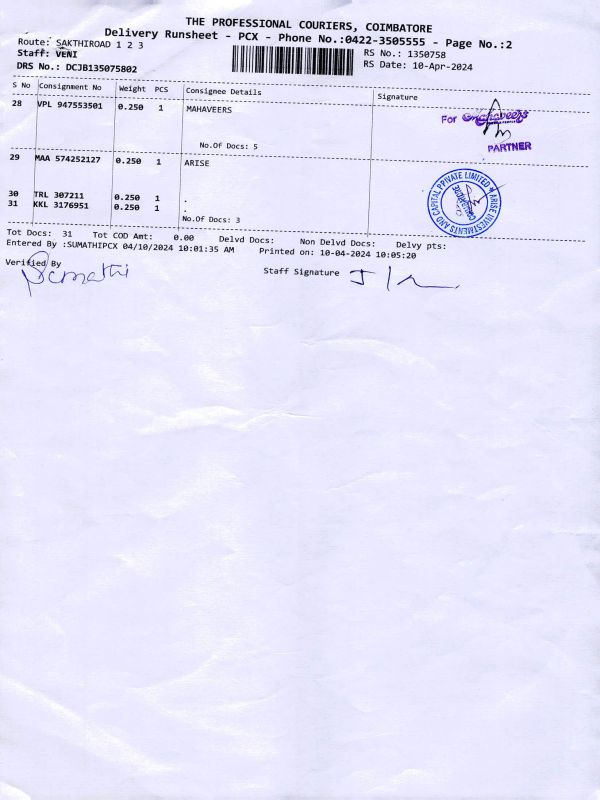 THE PROFESSIONAL COURIERS, COIMBATORE
Delivery Runsheet - PCX - Phone No.:0422-3505555 - Page No.:2
Route: SAKTHIROAD 1 2 3
RS No.: 1350758
Staff: VENI
RS Date: 10-Apr-2024
DRS No.: DCJB135075802
S No Consignment No Weight PCS Consignee Details Signature
28 VPL 947553501 0.250 1 MAHAVEERS
For Mahaveers
PARTNER
No.Of Docs: 5
29 MAA 574252127 0.250 1 ARISE
ARISE INVESTMENTS AND CAPITAL PRIVATE LIMITED ★
COIMBATORE
30 TRL 307211 0.250 1 .
31 KKL 3176951 0.250 1 .
No.Of Docs: 3
Tot Docs: 31 Tot COD Amt: 0.00 Delvd Docs: Non Delvd Docs: Delvy pts:
Entered By :SUMATHIPCX 04/10/2024 10:01:35 AM Printed on: 10-04-2024 10:05:20
Verified By Staff Signature
Sumathi